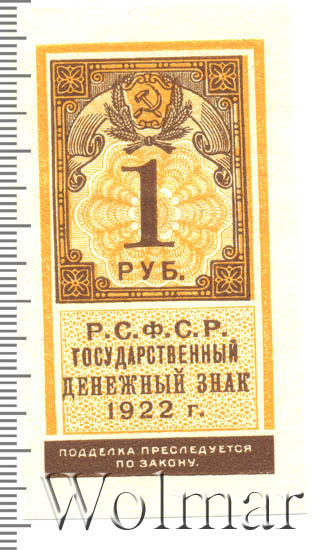 1
РУБ.
Р.С.Ф.С.Р.
ГОСУДАРСТВЕННЫЙ
ДЕНЕЖНЫЙ ЗНАК
1922 г.
ПОДДЕЛКА ПРЕСЛЕДУЕТСЯ
ПО ЗАКОНУ.
Wolmar